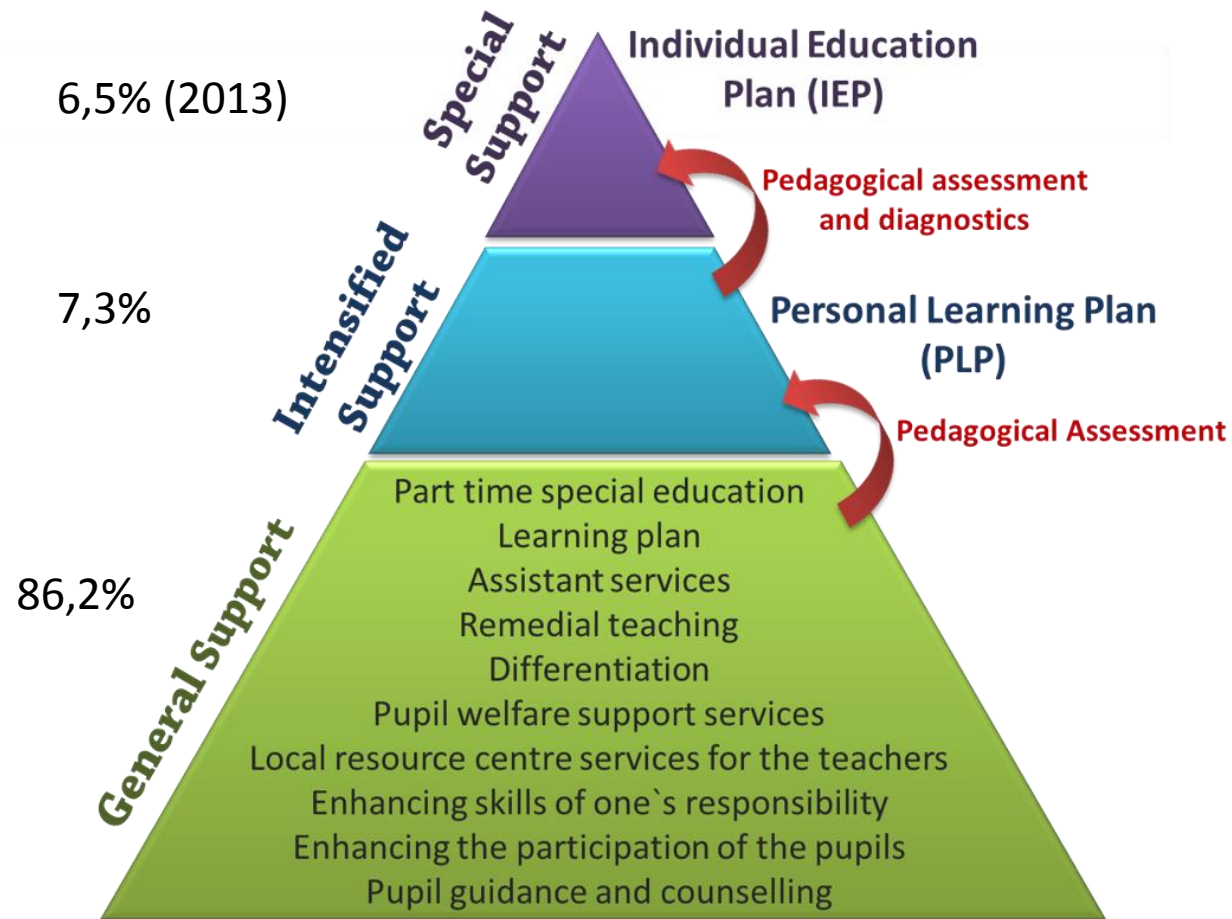 Special
Support
Individual Education
Plan (IEP)
6,5% (2013)
Pedagogical assessment
and diagnostics
Intensified
Support
7,3%
Personal Learning Plan
(PLP)
Pedagogical Assessment
General Support
86,2%
Part time special education
Learning plan
Assistant services
Remedial teaching
Differentiation
Pupil welfare support services
Local resource centre services for the teachers
Enhancing skills of one`s responsibility
Enhancing the participation of the pupils
Pupil guidance and counselling